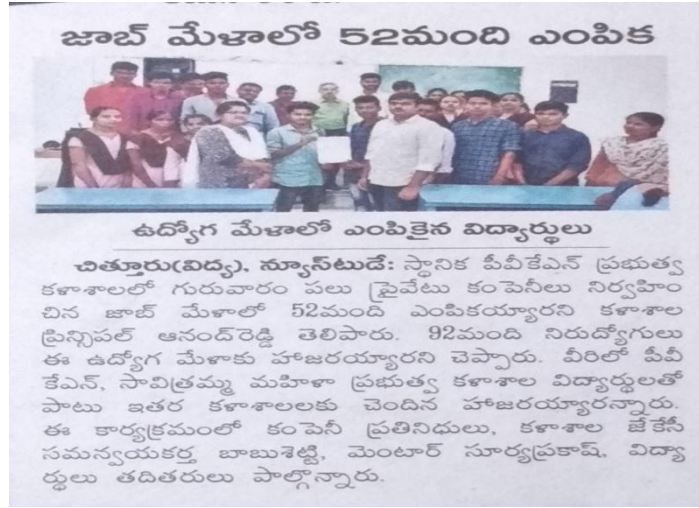 జాబ్ మేళాలో 52మంది ఎంపిక
ఉద్యోగ మేళాలో ఎంపికైన విద్యార్థులు
చిత్తూరు(విద్య), న్యూస్‌టుడే: స్థానిక పీవీకేఎన్ ప్రభుత్వ
కళాశాలలో గురువారం పలు ప్రైవేటు కంపెనీలు నిర్వహిం
చిన జాబ్ మేళాలో 52మంది ఎంపికయ్యారని కళాశాల
ప్రిన్సిపల్ ఆనంద్‌రెడ్డి తెలిపారు. 92మంది నిరుద్యోగులు
ఈ ఉద్యోగ మేళాకు హాజరయ్యారని చెప్పారు. వీరిలో పీవీ
కేఎన్, సావిత్రమ్మ మహిళా ప్రభుత్వ కళాశాల విద్యార్థులతో
పాటు ఇతర కళాశాలలకు చెందిన హాజరయ్యారన్నారు.
ఈ కార్యక్రమంలో కంపెనీ ప్రతినిధులు, కళాశాల జేకేసీ
సమన్వయకర్త బాబుశెట్టి, మెంటార్ సూర్యప్రకాష్, విద్యా
ర్థులు తదితరులు పాల్గొన్నారు.